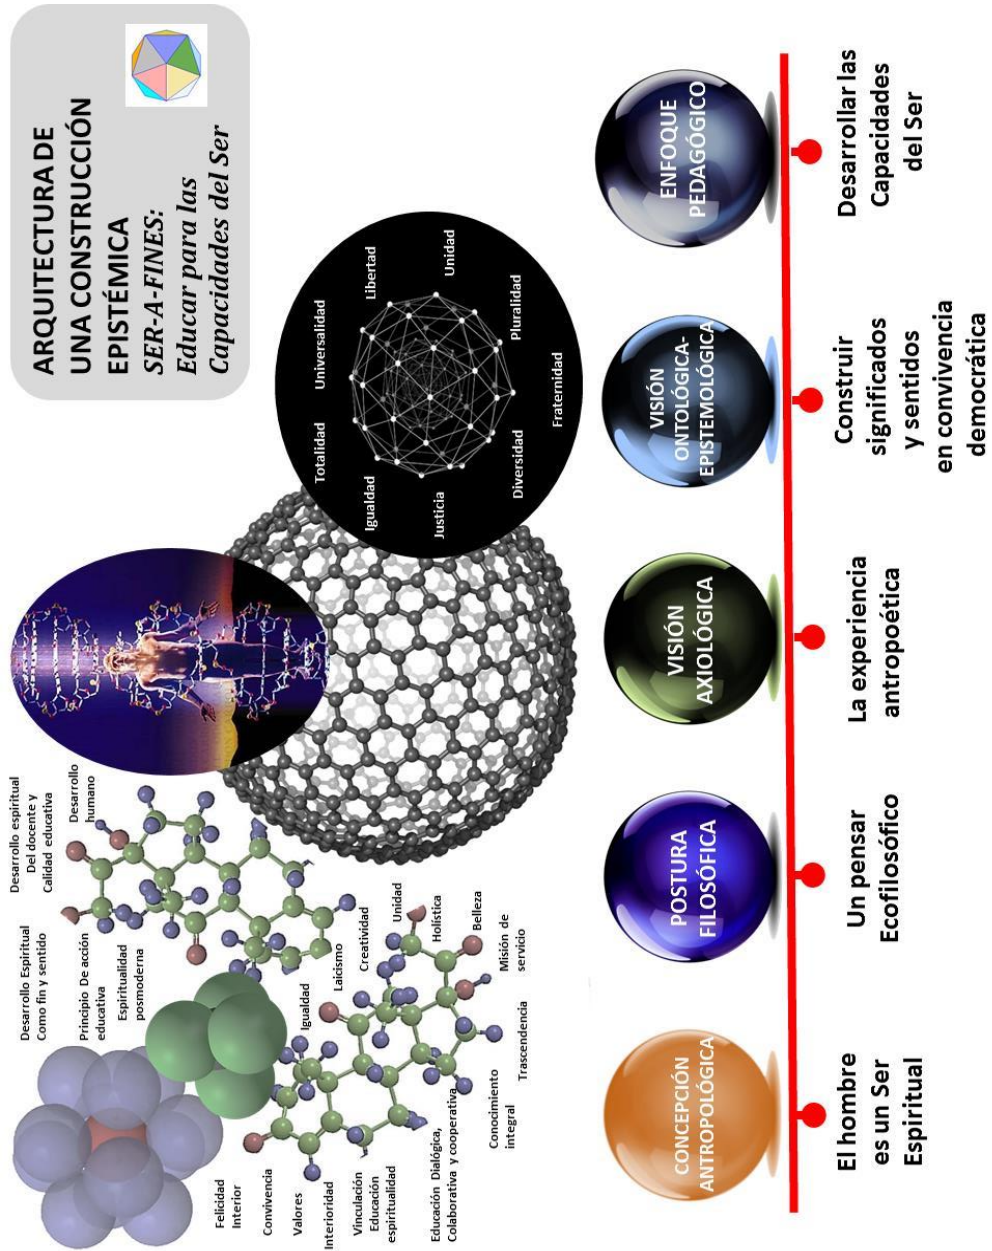 ARQUITECTURA DE
UNA CONSTRUCCIÓN
EPISTÉMICA
SER-A-FINES:
Educar para las
Capacidades del Ser
Desarrollo Espiritual
Como fin y sentido
Desarrollo espiritual
Del docente y
Calidad educativa
Principio De acción
educativa
Desarrollo
humano
Espiritualidad
posmoderna
Felicidad
Interior
Convivencia
Valores
Interioridad
Igualdad
Laicismo
Creatividad
Vinculación
Educación
espiritualidad
Unidad
Holística
Educación Dialógica,
Colaborativa y cooperativa
Belleza
Conocimiento
integral
Misión de
servicio
Trascendencia
Totalidad
Universalidad
Igualdad
Libertad
Justicia
Unidad
Diversidad
Pluralidad
Fraternidad
CONCEPCIÓN
ANTROPOLÓGICA
POSTURA
FILOSÓFICA
VISIÓN
AXIOLÓGICA
VISIÓN
ONTOLÓGICA-
EPISTEMOLÓGICA
ENFOQUE
PEDAGÓGICO
El hombre
es un Ser
Espiritual
Un pensar
Ecofilosófico
La experiencia
antropoética
Construir
significados
y sentidos
en convivencia
democrática
Desarrollar las
Capacidades
del Ser